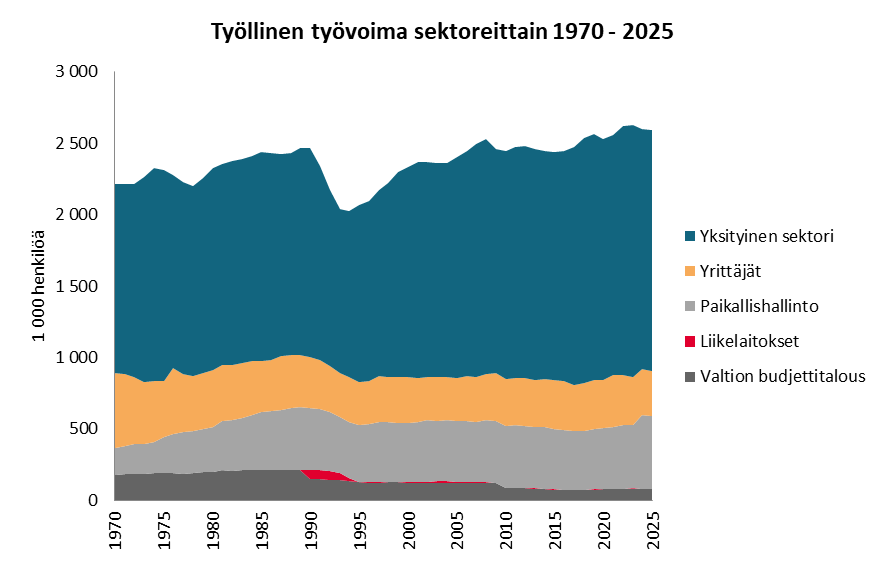 Työllinen työvoima sektoreittain 1970 - 2025
1 000 henkilöä
3 000
2 500
2 000
1 500
1 000
500
0
1970
1975
1980
1985
1990
1995
2000
2005
2010
2015
2020
2025
Yksityinen sektori
Yrittäjät
Paikallishallinto
Liikelaitokset
Valtion budjettitalous